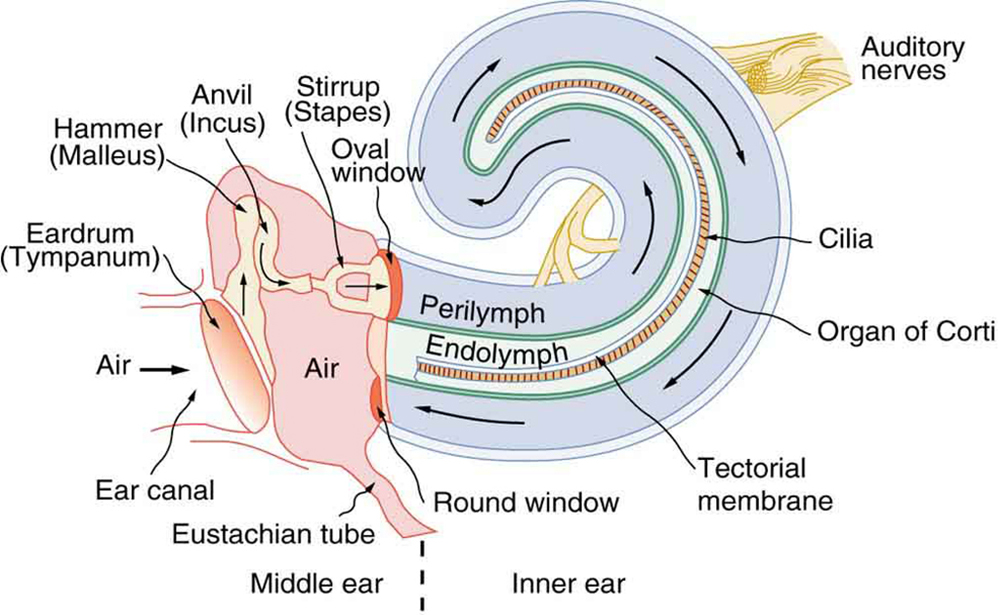 Auditory
nerves
Stirrup
(Stapes)
Anvil
(Incus)
Hammer
(Malleus)
Oval
window
Eardrum
(Tympanum)
Cilia
Perilymph
Organ of Corti
Endolymph
Air
Air
Tectorial
membrane
Ear canal
Round window
Eustachian tube
Middle ear
Inner ear